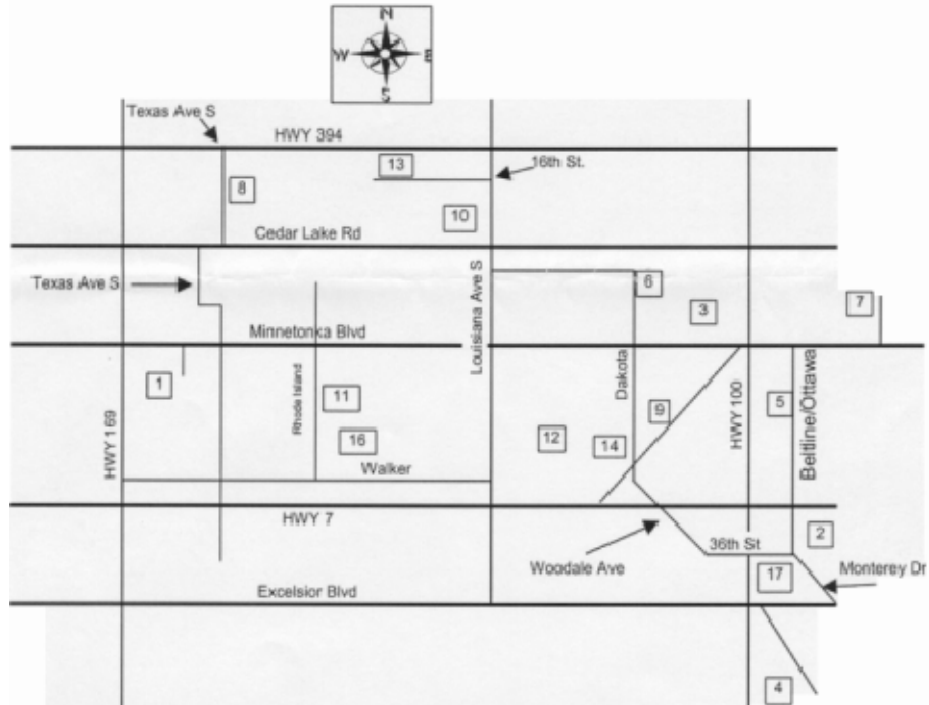 N
W
E
S
Texas Ave S
HWY 394
13
16th St.
8
10
Cedar Lake Rd
Texas Ave S
Louisiana Ave S
6
3
7
Minnetonka Blvd
1
Rhode Island
11
Dakota
9
HWY 100
5
Beltline/Ottawa
HWY 169
16
12
14
Walker
HWY 7
36th St
2
Woodale Ave
17
Monterey Dr
Excelsior Blvd
4